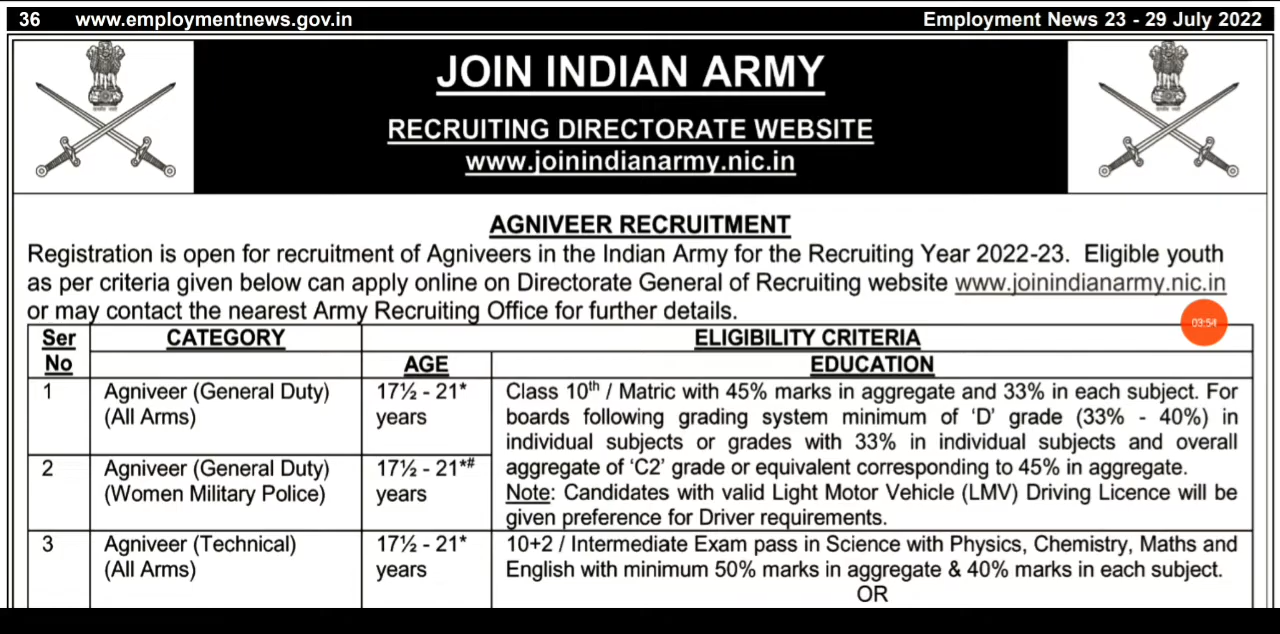 36 www.employmentnews.gov.in Employment News 23 - 29 July 2022
JOIN INDIAN ARMY
RECRUITING DIRECTORATE WEBSITE
www.joinindianarmy.nic.in
AGNIVEER RECRUITMENT
Registration is open for recruitment of Agniveers in the Indian Army for the Recruiting Year 2022-23. Eligible youth
as per criteria given below can apply online on Directorate General of Recruiting website www.joinindianarmy.nic.in
or may contact the nearest Army Recruiting Office for further details.
03:54
Ser No CATEGORY ELIGIBILITY CRITERIA
AGE EDUCATION
1 Agniveer (General Duty) (All Arms) 17½ - 21* years
Class 10th / Matric with 45% marks in aggregate and 33% in each subject. For
boards following grading system minimum of ‘D’ grade (33% - 40%) in
individual subjects or grades with 33% in individual subjects and overall
aggregate of ‘C2’ grade or equivalent corresponding to 45% in aggregate.
Note: Candidates with valid Light Motor Vehicle (LMV) Driving Licence will be
given preference for Driver requirements.
2 Agniveer (General Duty) (Women Military Police) 17½ - 21*# years
3 Agniveer (Technical) (All Arms) 17½ - 21* years
10+2 / Intermediate Exam pass in Science with Physics, Chemistry, Maths and
English with minimum 50% marks in aggregate & 40% marks in each subject.
OR